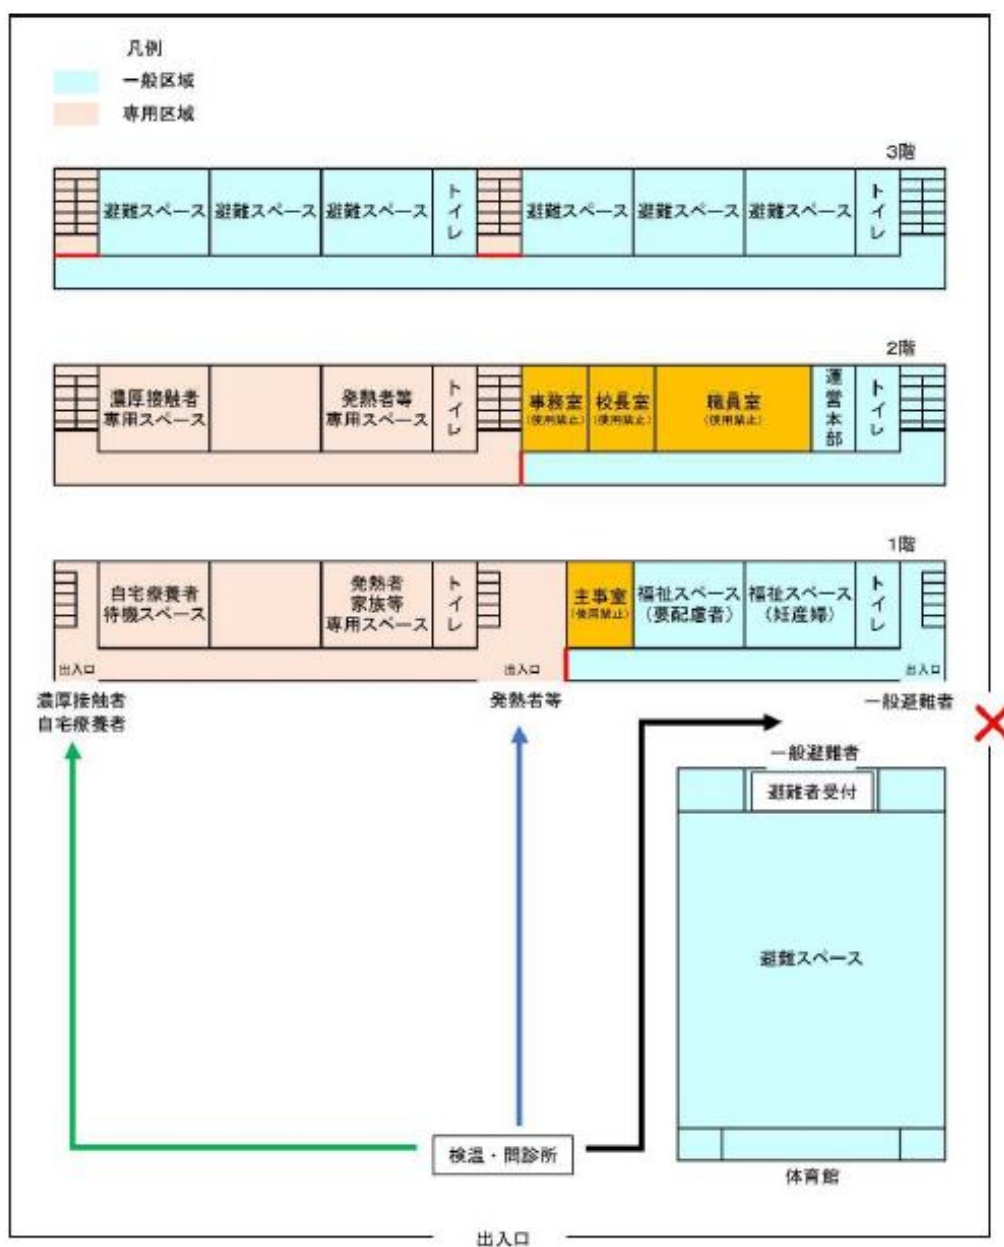 凡例
一般区域
専用区域
3階
避難スペース
避難スペース
避難スペース
トイレ
避難スペース
避難スペース
避難スペース
トイレ
2階
濃厚接触者
専用スペース
発熱者等
専用スペース
トイレ
事務室
(使用禁止)
校長室
(使用禁止)
職員室
(使用禁止)
運営本部
トイレ
1階
自宅療養者
待機スペース
発熱者
家族等
専用スペース
トイレ
主事室
(使用禁止)
福祉スペース
(要配慮者)
福祉スペース
(妊産婦)
トイレ
出入口
出入口
出入口
濃厚接触者
自宅療養者
発熱者等
一般避難者
一般避難者
避難者受付
避難スペース
検温・問診所
体育館
出入口